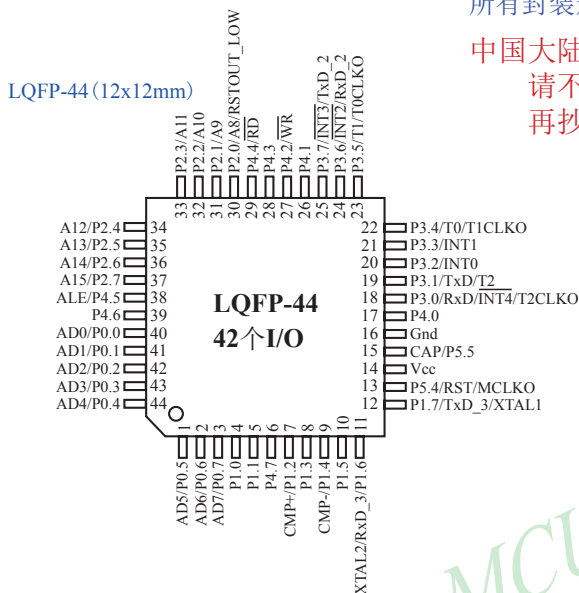 所有封装
中国大陆
请不
再抄
LQFP-44(12x12mm)
P2.3/A11
P2.2/A10
P2.1/A9
P2.0/A8/RSTOUT_LOW
P4.4/RD
P4.3
P4.2/WR
P4.1
P3.7/INT3/TxD_2
P3.6/INT2/RxD_2
P3.5/T1/T0CLKO
33 32 31 30 29 28 27 26 25 24 23
A12/P2.4 34
A13/P2.5 35
A14/P2.6 36
A15/P2.7 37
ALE/P4.5 38
P4.6 39
AD0/P0.0 40
AD1/P0.1 41
AD2/P0.2 42
AD3/P0.3 43
AD4/P0.4 44
LQFP-44
42个I/O
22 P3.4/T0/T1CLKO
21 P3.3/INT1
20 P3.2/INT0
19 P3.1/TxD/T2
18 P3.0/RxD/INT4/T2CLKO
17 P4.0
16 Gnd
15 CAP/P5.5
14 Vcc
13 P5.4/RST/MCLKO
12 P1.7/TxD_3/XTAL1
1 2 3 4 5 6 7 8 9 10 11
AD5/P0.5
AD6/P0.6
AD7/P0.7
P1.0
P1.1
P4.7
CMP+/P1.2
P1.3
CMP-/P1.4
P1.5
XTAL2/RxD_3/P1.6
MCU